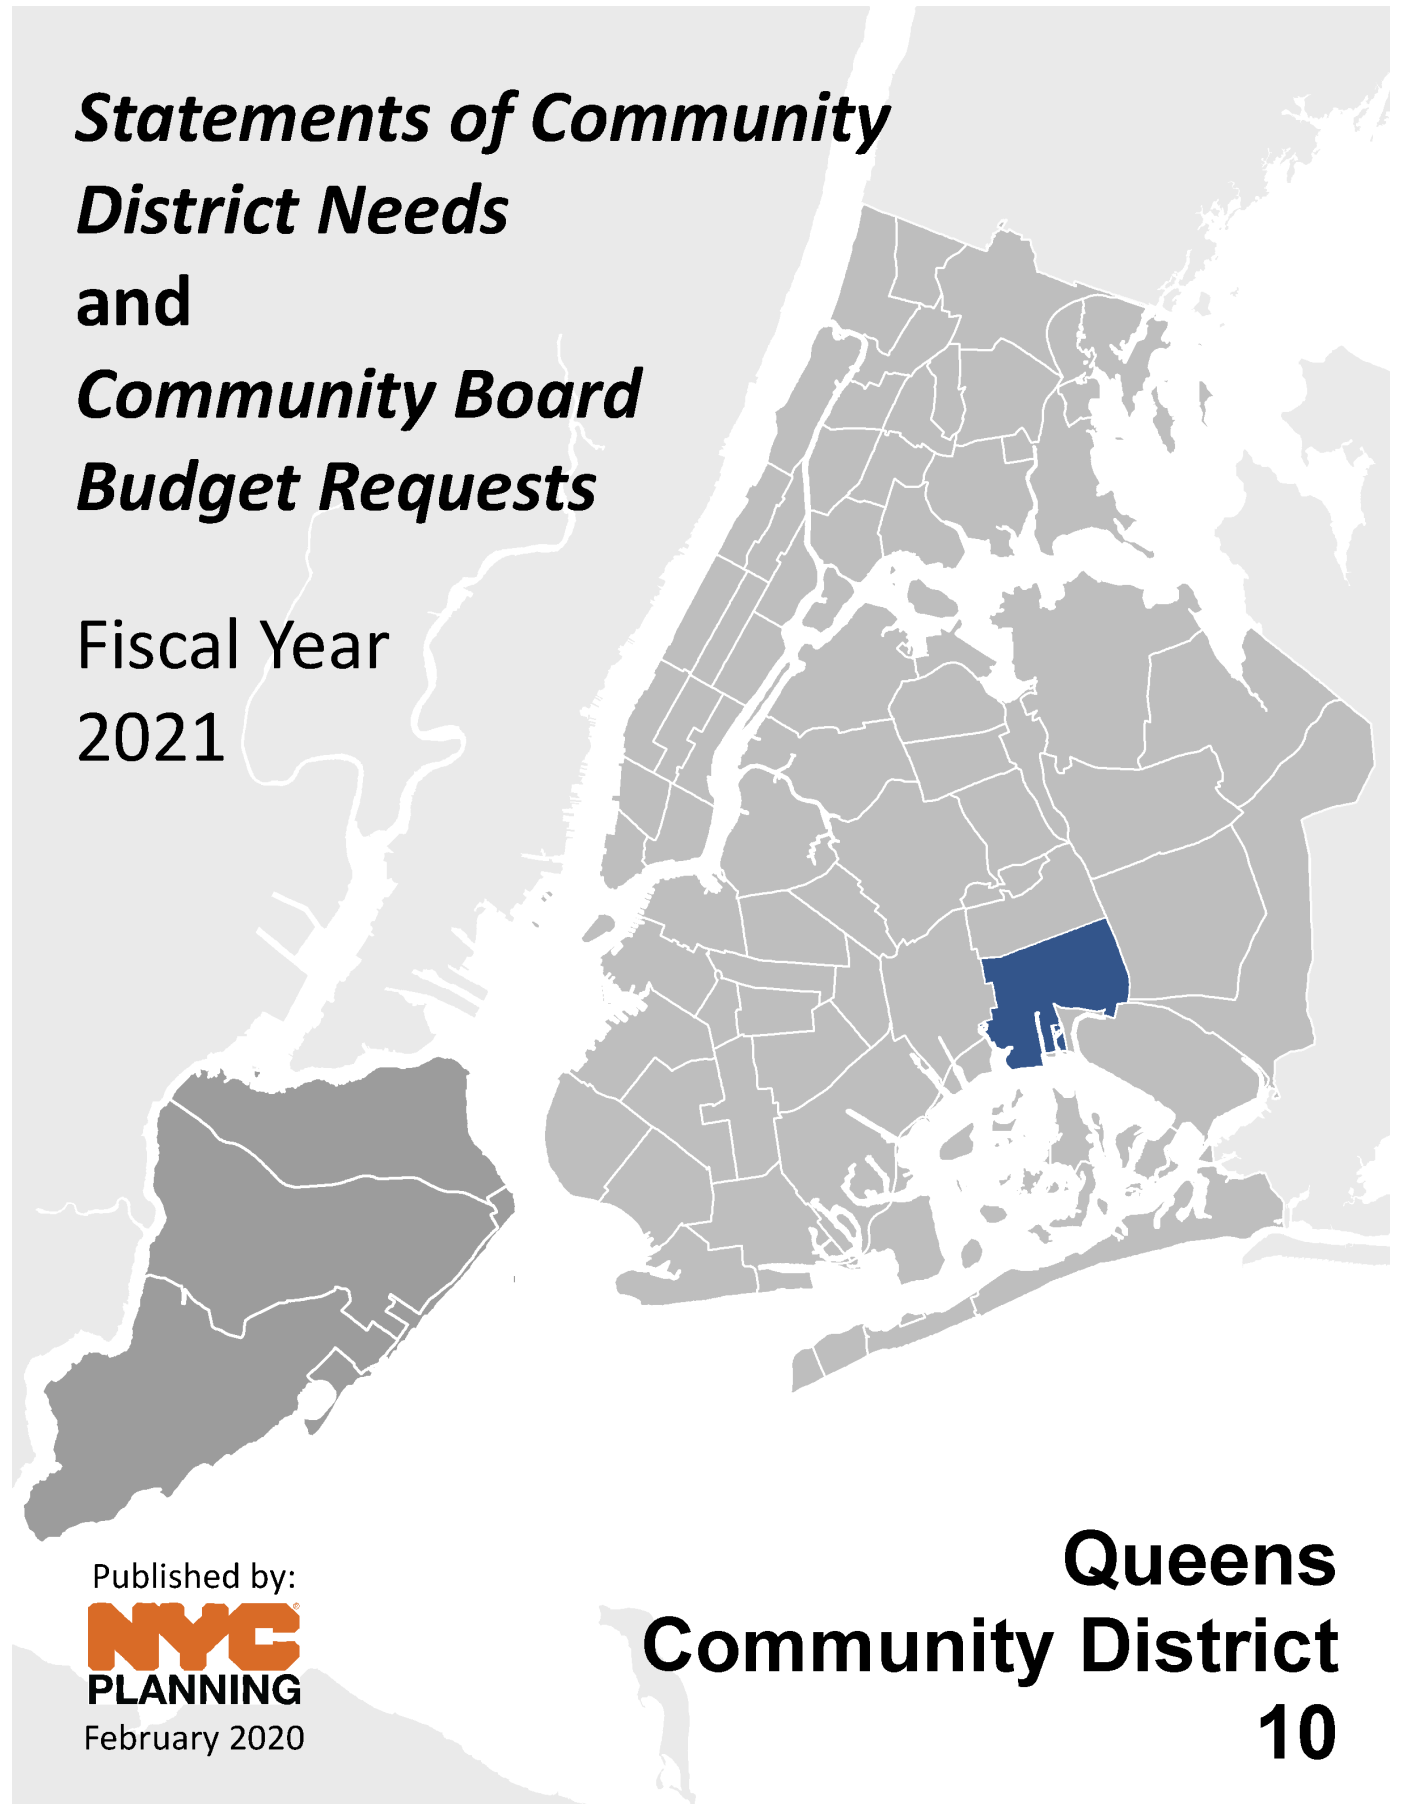 Statements of Community
District Needs
and
Community Board
Budget Requests
Fiscal Year
2021
Published by:
NYC®
PLANNING
February 2020
Queens
Community District
10